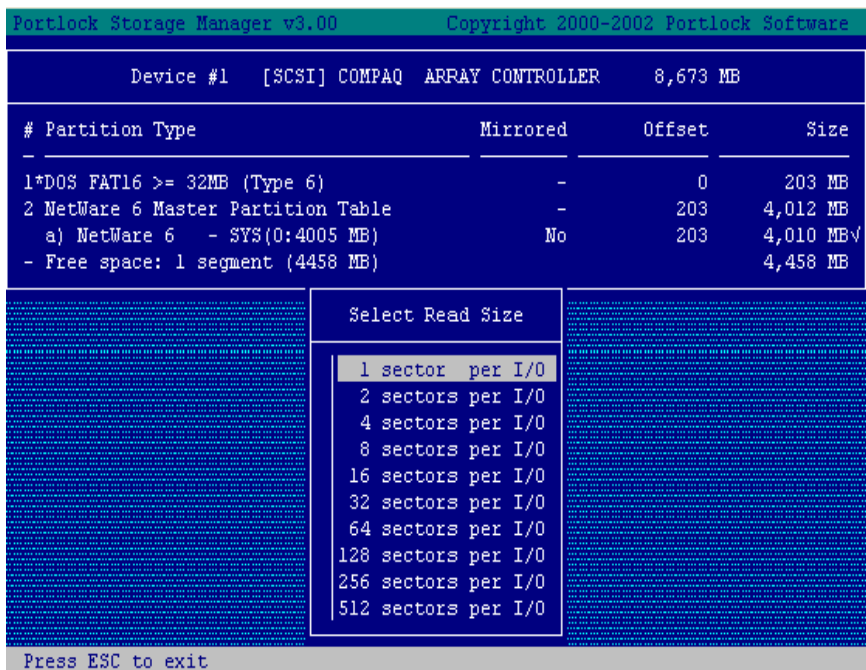 Portlock Storage Manager v3.00 Copyright 2000-2002 Portlock Software
Device #1 [SCSI] COMPAQ ARRAY CONTROLLER 8,673 MB
# Partition Type Mirrored Offset Size
1*DOS FAT16 >= 32MB (Type 6) - 0 203 MB
2 NetWare 6 Master Partition Table - 203 4,012 MB
a) NetWare 6 - SYS(0:4005 MB) No 203 4,010 MB√
- Free space: 1 segment (4458 MB) 4,458 MB
Select Read Size
1 sector per I/O
2 sectors per I/O
4 sectors per I/O
8 sectors per I/O
16 sectors per I/O
32 sectors per I/O
64 sectors per I/O
128 sectors per I/O
256 sectors per I/O
512 sectors per I/O
Press ESC to exit